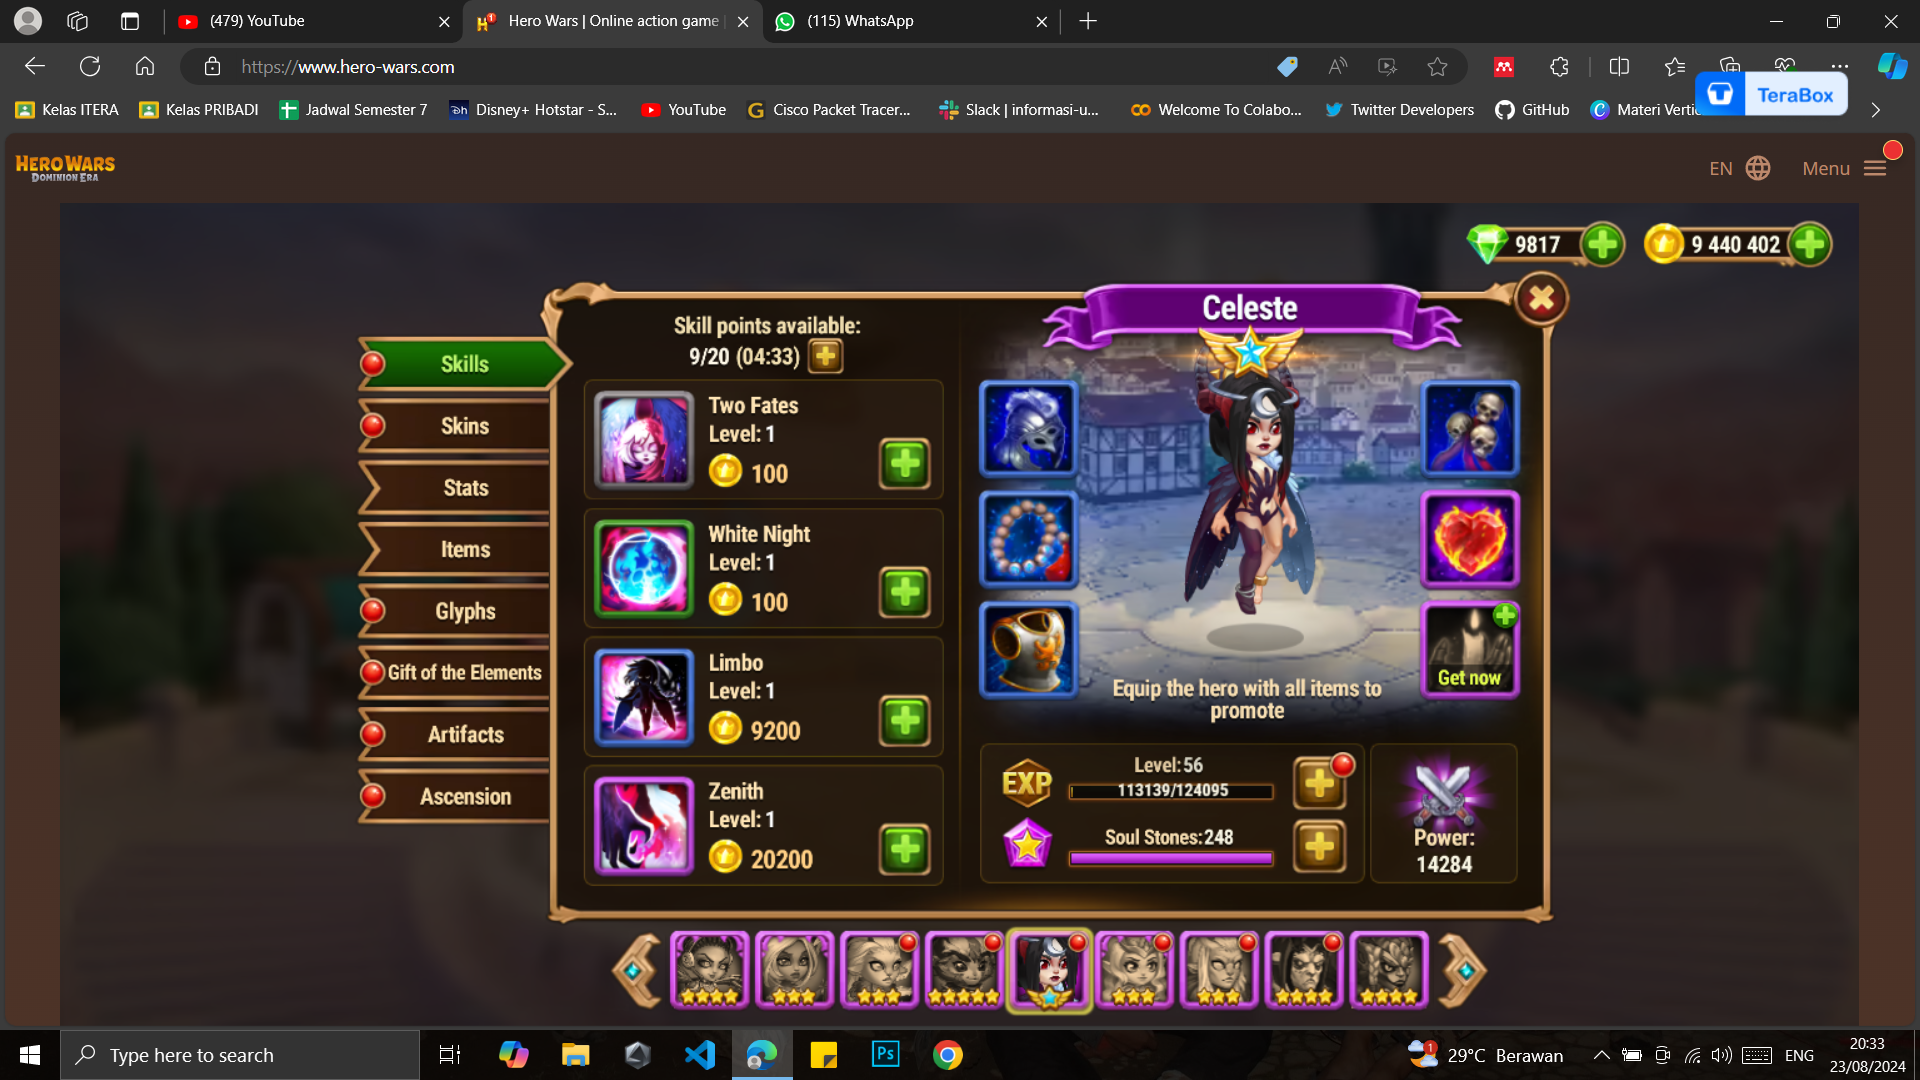 (479) YouTube
Hero Wars | Online action game
(115) WhatsApp
https://www.hero-wars.com
Kelas ITERA
Kelas PRIBADI
Jadwal Semester 7
Disney+ Hotstar - S...
YouTube
Cisco Packet Tracer...
Slack | informasi-u...
Welcome To Colabo...
Twitter Developers
GitHub
Materi Vertic
TeraBox
HERO WARS
DOMINION ERA
EN
Menu
9817
9 440 402
Celeste
Skill points available:
9/20 (04:33)
Skills
Skins
Stats
Items
Glyphs
Gift of the Elements
Artifacts
Ascension
Two Fates
Level: 1
100
White Night
Level: 1
100
Limbo
Level: 1
9200
Zenith
Level: 1
20200
Get now
Equip the hero with all items to
promote
EXP
Level: 56
113139/124095
Soul Stones: 248
Power:
14284
Type here to search
Ps
1
29°C Berawan
ENG
20:33
23/08/2024